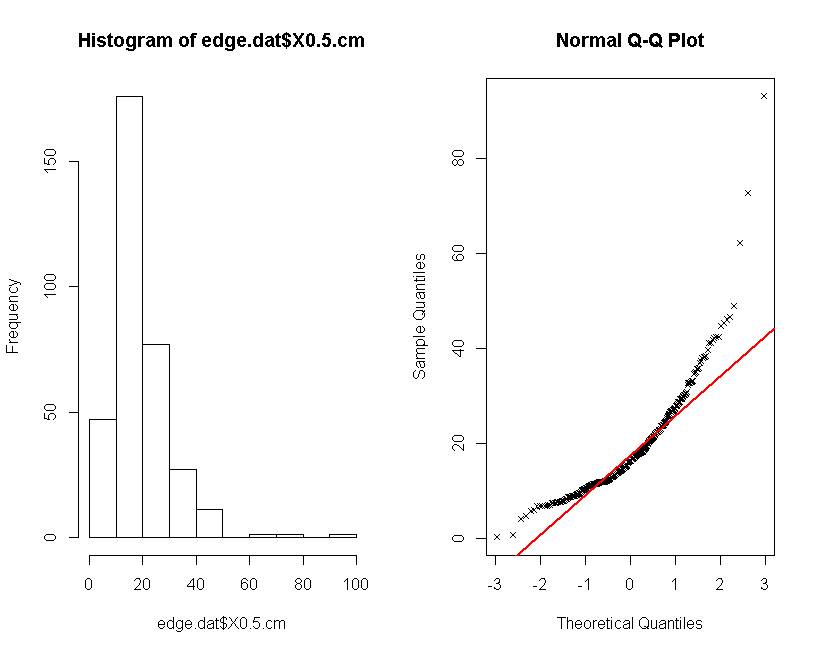 Histogram of edge.dat$X0.5.cm
Frequency
0
50
100
150
0 20 40 60 80 100
edge.dat$X0.5.cm
Normal Q-Q Plot
Sample Quantiles
0
20
40
60
80
-3 -2 -1 0 1 2 3
Theoretical Quantiles